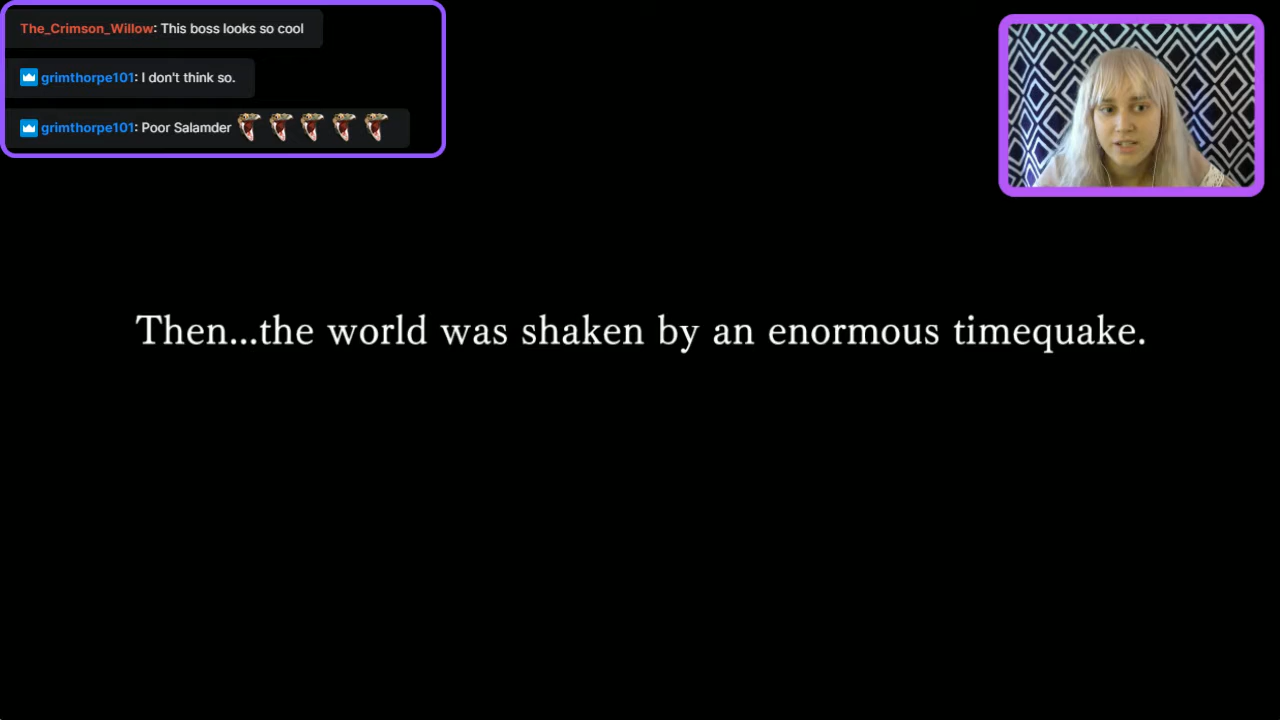 The_Crimson_Willow: This boss looks so cool
grimthorpe101: I don't think so.
grimthorpe101: Poor Salamder
Then...the world was shaken by an enormous timequake.